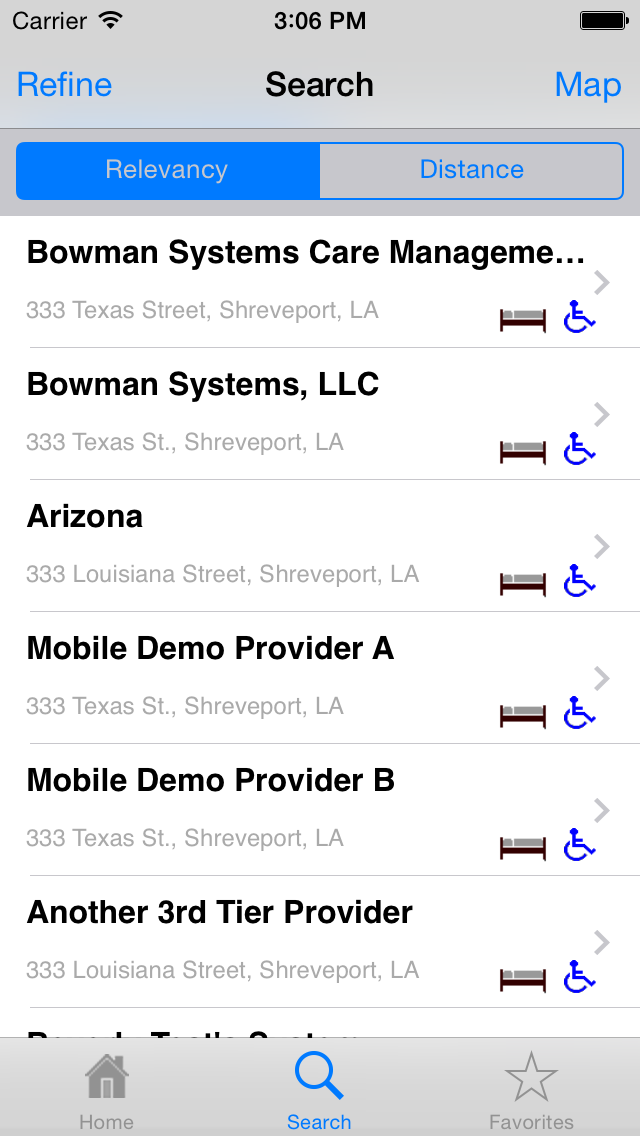 Carrier 3:06 PM
Refine Search Map
Relevancy Distance
Bowman Systems Care Manageme...
333 Texas Street, Shreveport, LA
Bowman Systems, LLC
333 Texas St., Shreveport, LA
Arizona
333 Louisiana Street, Shreveport, LA
Mobile Demo Provider A
333 Texas St., Shreveport, LA
Mobile Demo Provider B
333 Texas St., Shreveport, LA
Another 3rd Tier Provider
333 Louisiana Street, Shreveport, LA
Home Search Favorites